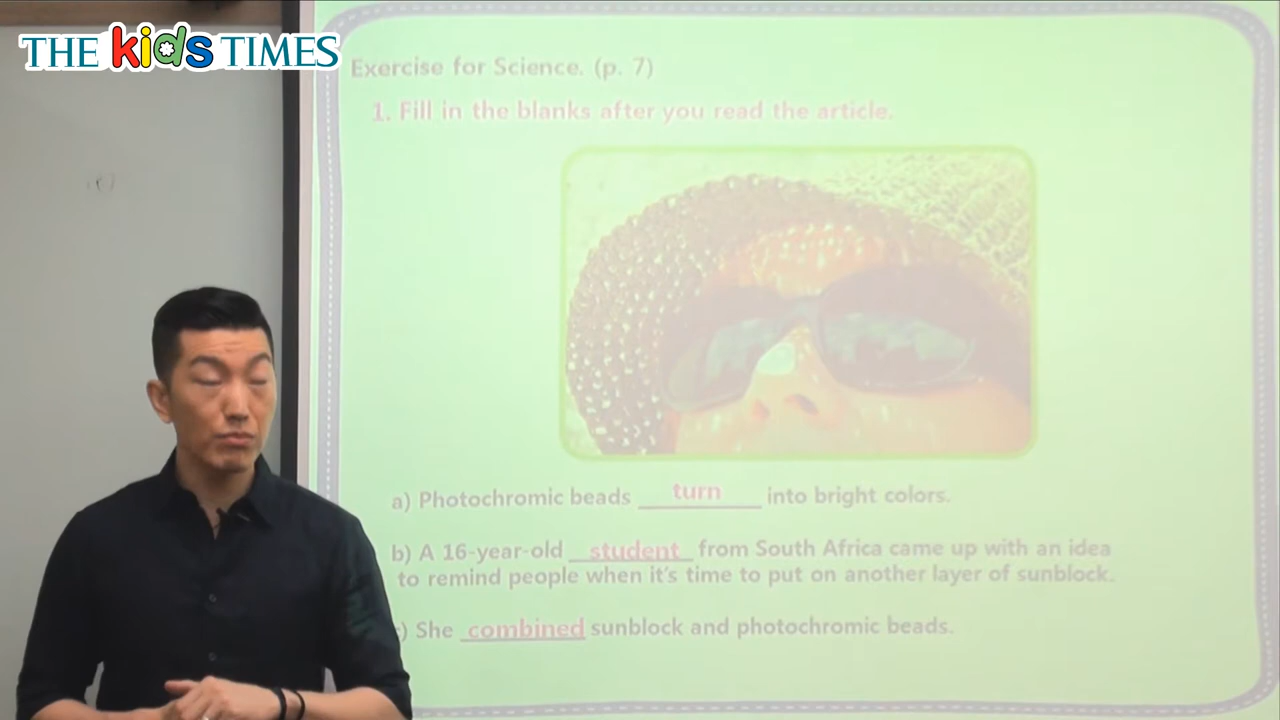 THE kids TIMES
Exercise for Science. (p. 7)
1. Fill in the blanks after you read the article.
a) Photochromic beads turn into bright colors.
b) A 16-year-old student from South Africa came up with an idea
to remind people when it's time to put on another layer of sunblock.
) She combined sunblock and photochromic beads.